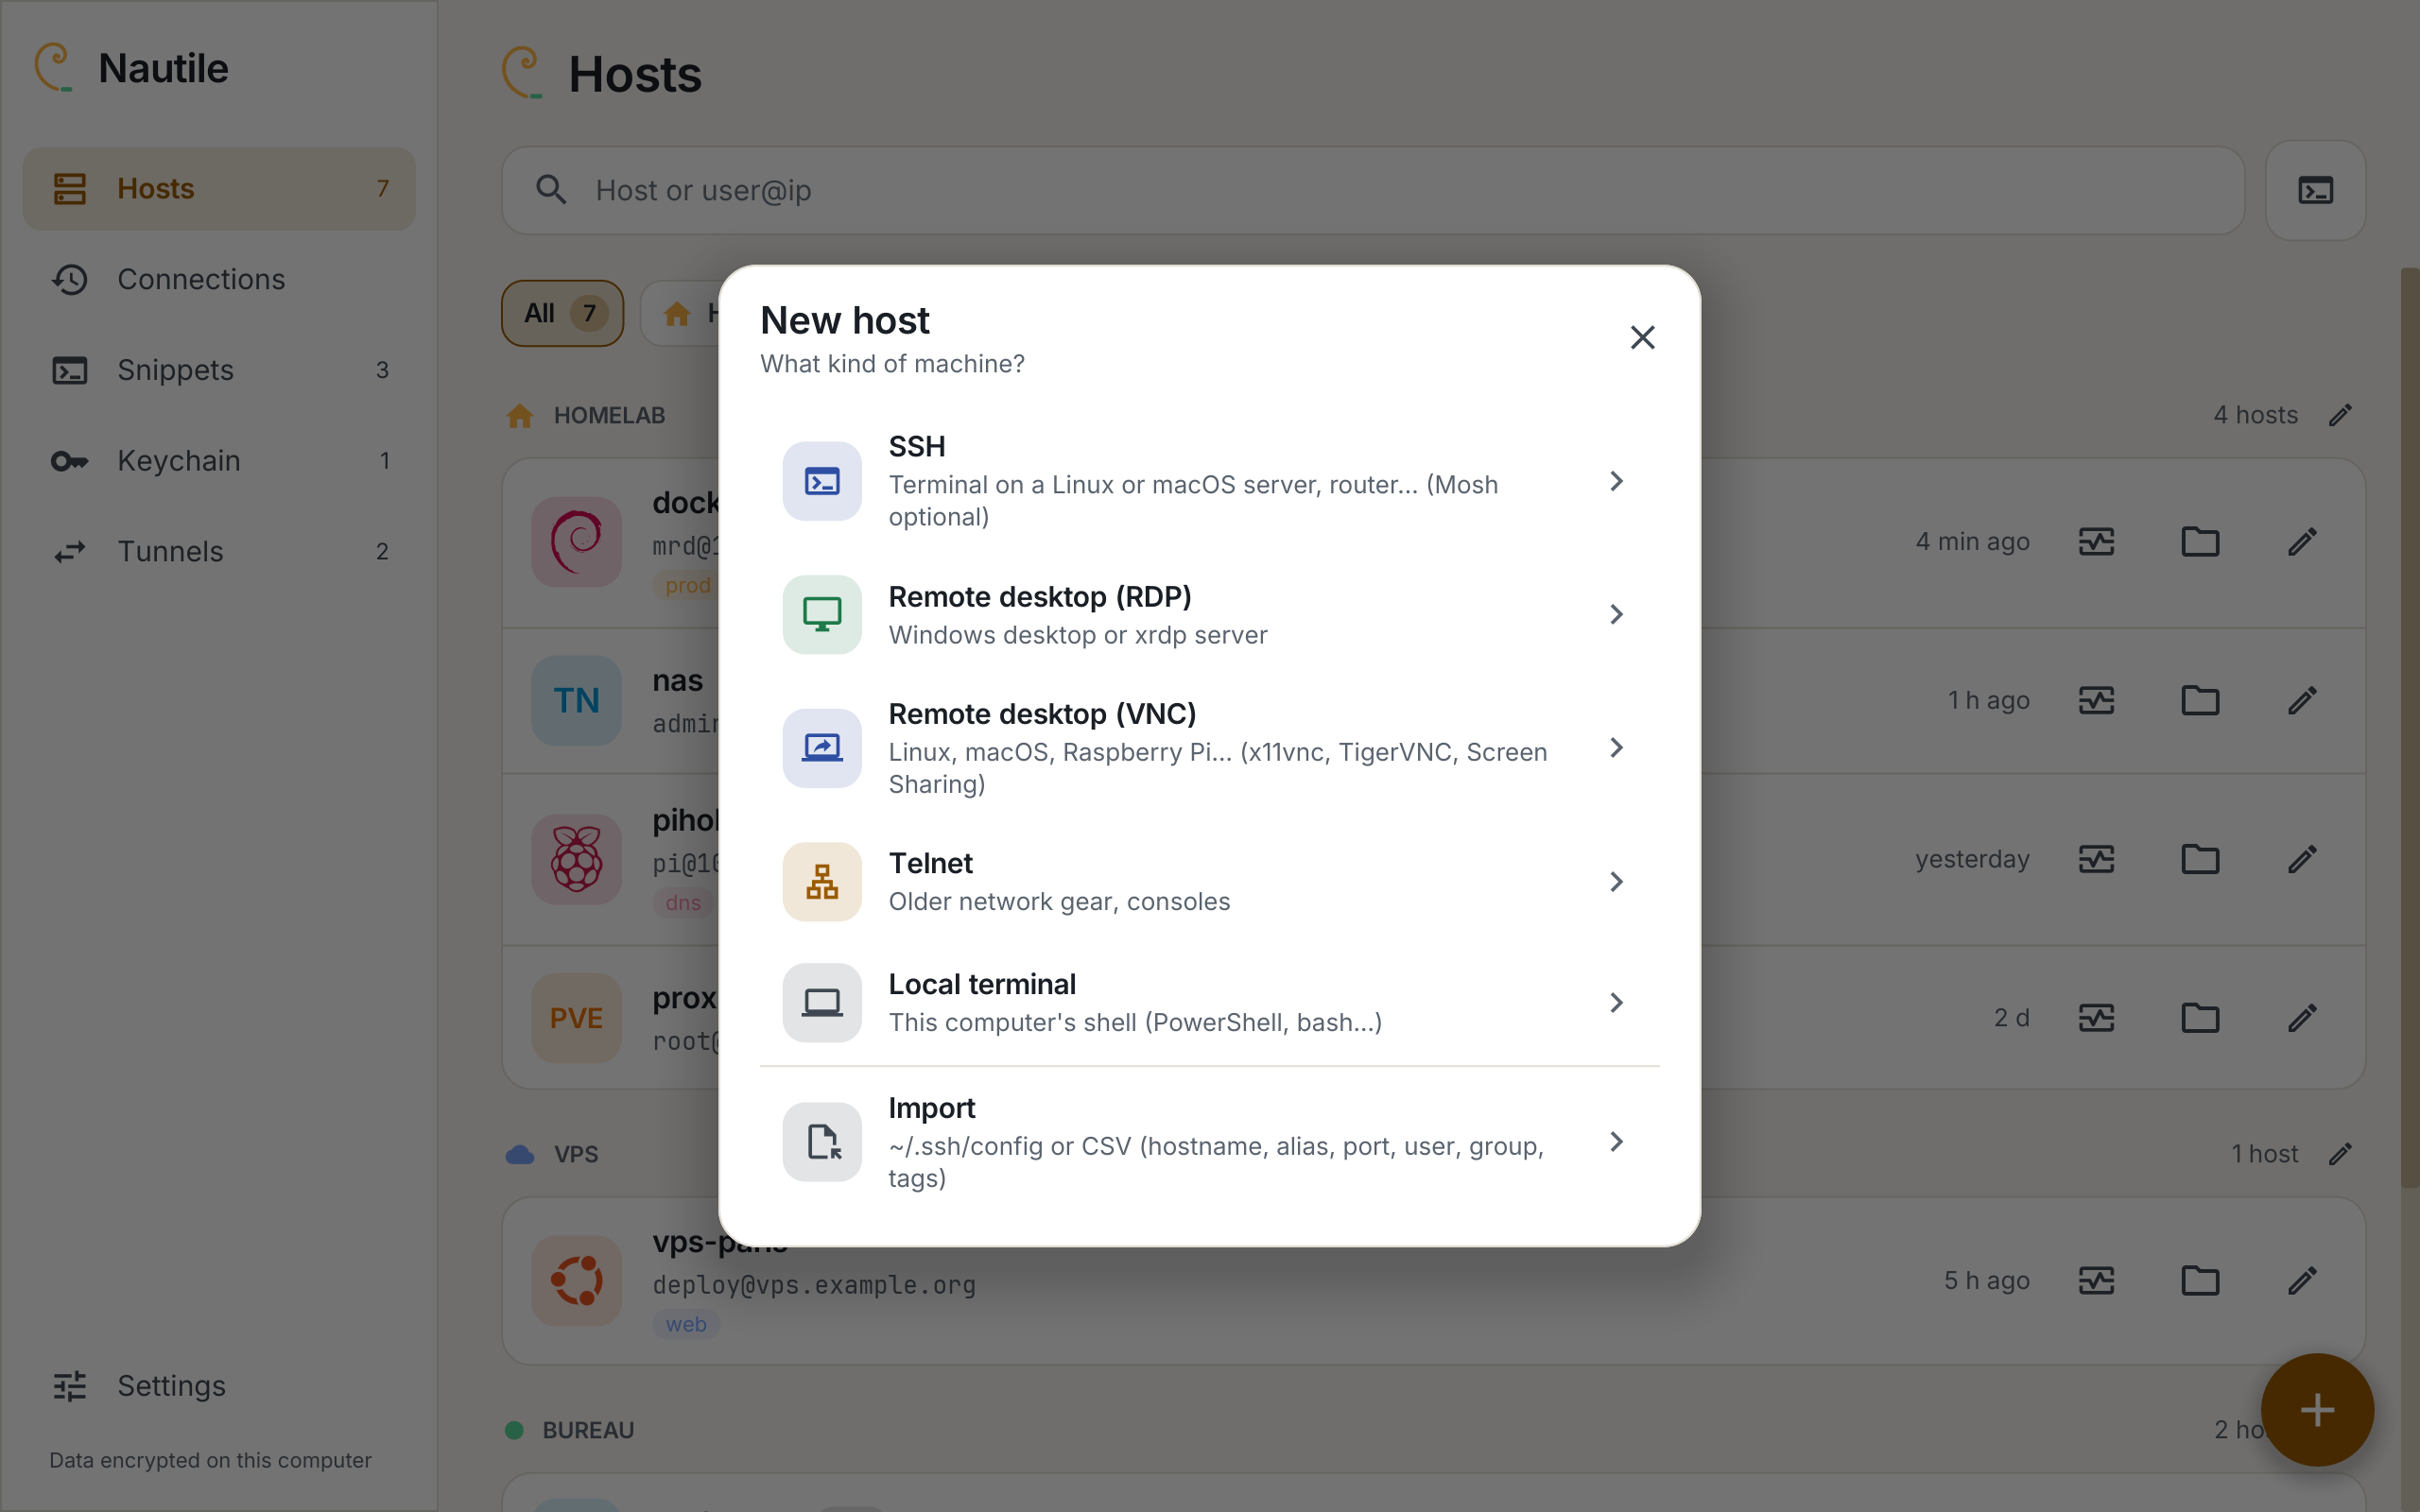 Nautile
Hosts 7
Connections
Snippets 3
Keychain 1
Tunnels 2
Settings
Data encrypted on this computer
Hosts
Host or user@ip
All 7
HOMELAB
4 hosts
4 min ago
prod
TN
nas
1 h ago
yesterday
dns
PVE
2 d
VPS
1 host
deploy@vps.example.org
5 h ago
web
BUREAU
New host
What kind of machine?
SSH
Terminal on a Linux or macOS server, router... (Mosh
optional)
Remote desktop (RDP)
Windows desktop or xrdp server
Remote desktop (VNC)
Linux, macOS, Raspberry Pi... (x11vnc, TigerVNC, Screen
Sharing)
Telnet
Older network gear, consoles
Local terminal
This computer's shell (PowerShell, bash...)
Import
~/.ssh/config or CSV (hostname, alias, port, user, group,
tags)